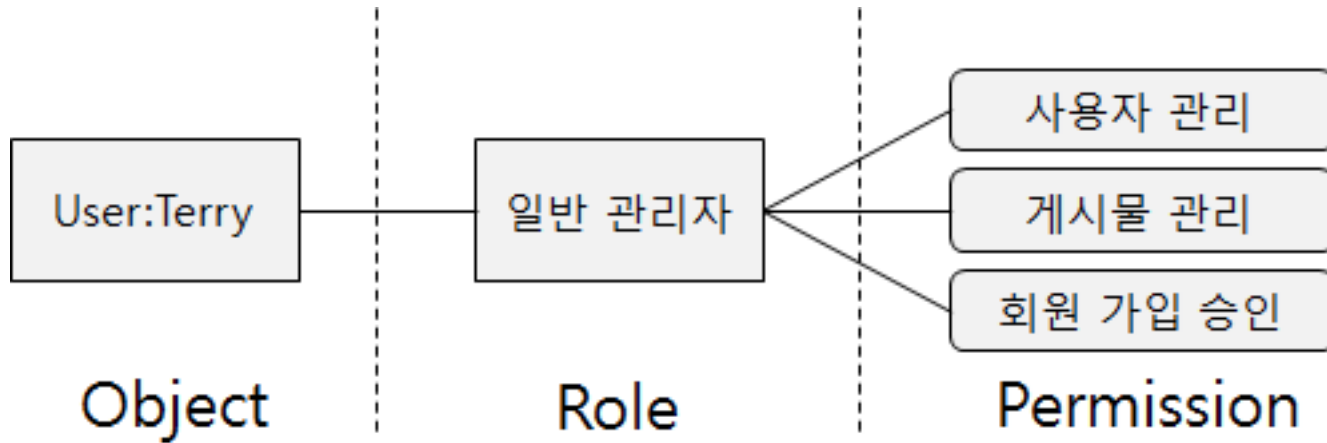 User:Terry
일반 관리자
사용자 관리
게시물 관리
회원 가입 승인
Object
Role
Permission